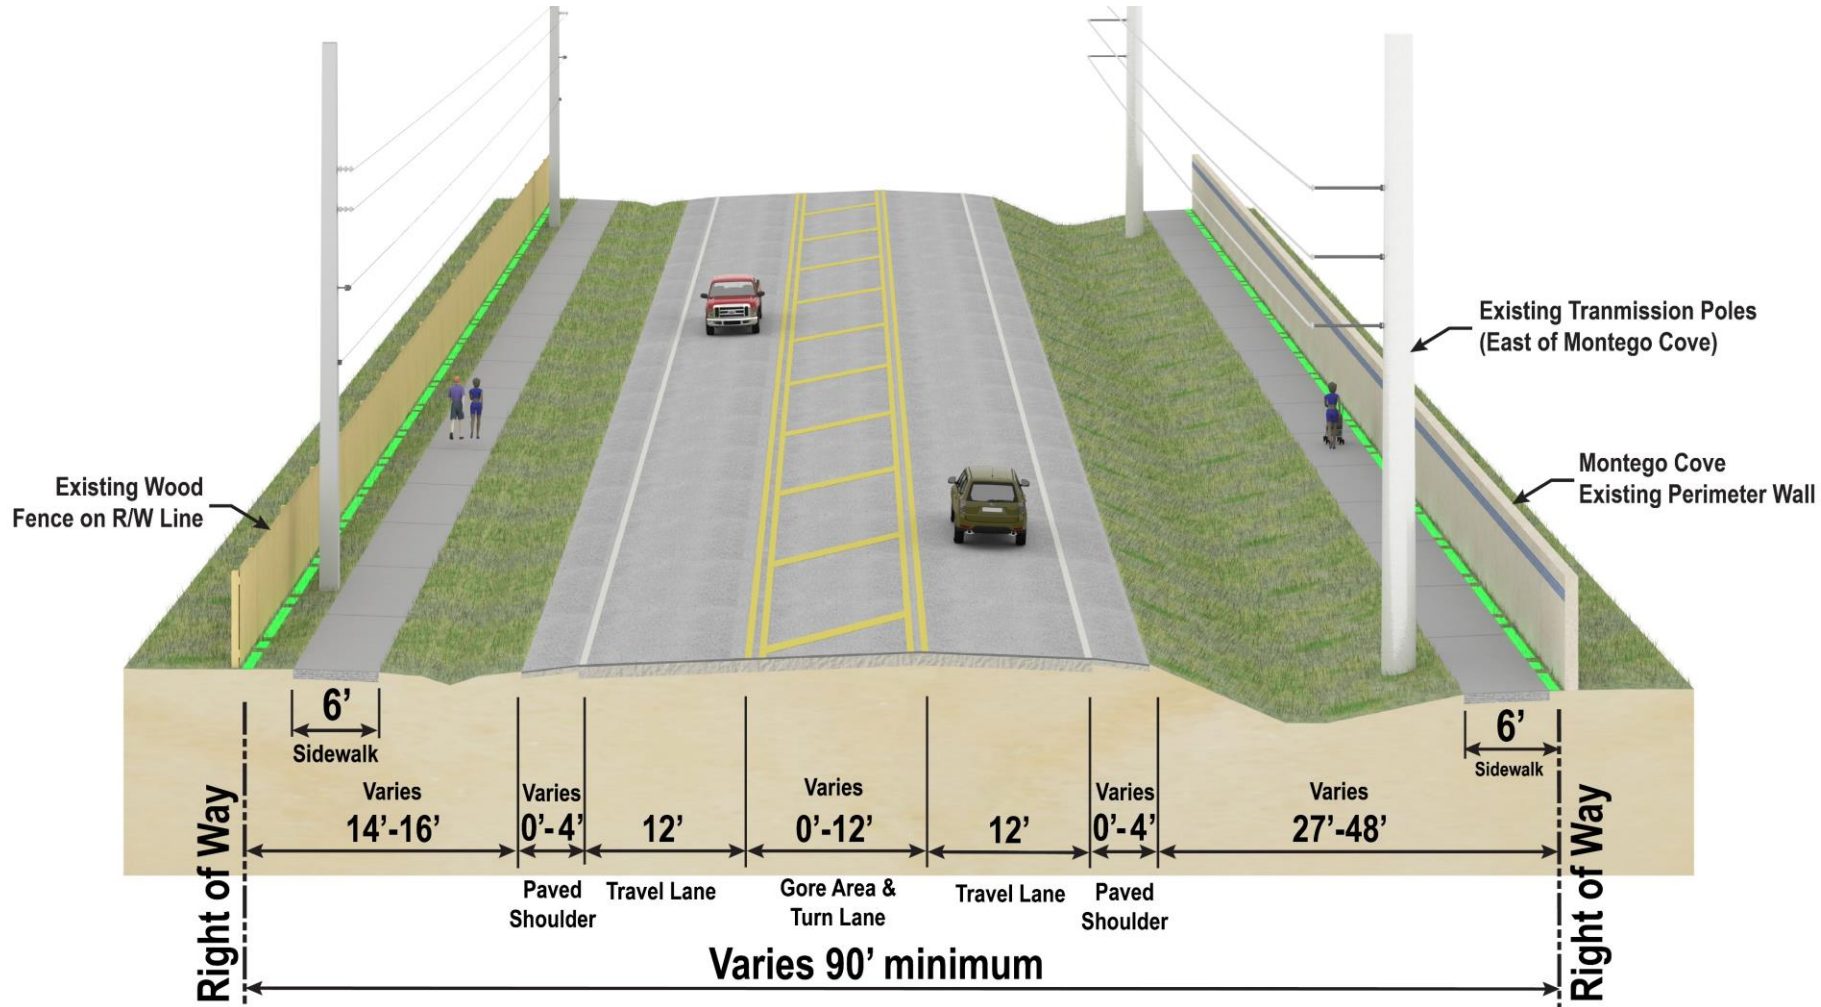 Existing Tranmission Poles
(East of Montego Cove)
Montego Cove
Existing Perimeter Wall
Existing Wood
Fence on R/W Line
6’
Sidewalk
6’
Sidewalk
Varies
14’-16’
Varies
0’-4’
12’
Varies
0’-12’
12’
Varies
0’-4’
Varies
27’-48’
Paved
Shoulder
Travel Lane
Gore Area &
Turn Lane
Travel Lane
Paved
Shoulder
Right of Way
Right of Way
Varies 90’ minimum